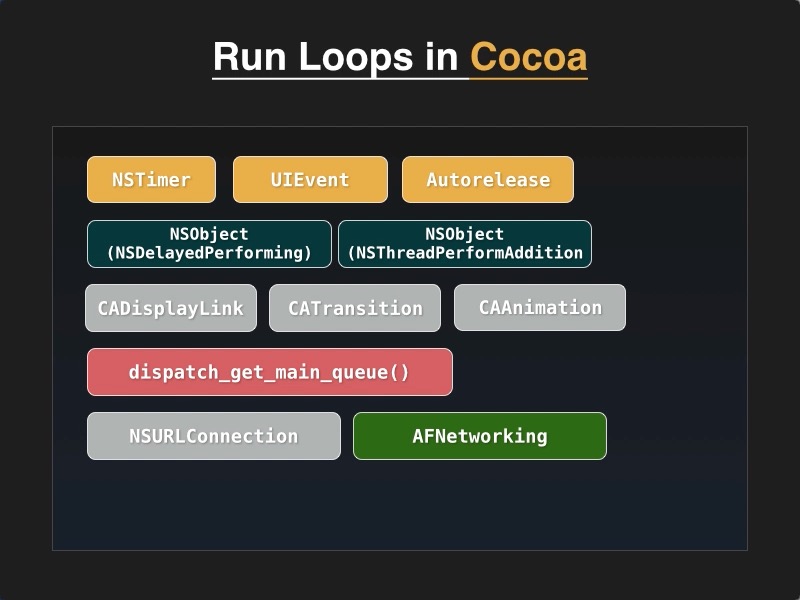 Run Loops in Cocoa
NSTimer UIEvent Autorelease
NSObject
(NSDelayedPerforming)
NSObject
(NSThreadPerformAddition
CADisplayLink CATransition CAAnimation
dispatch_get_main_queue()
NSURLConnection AFNetworking